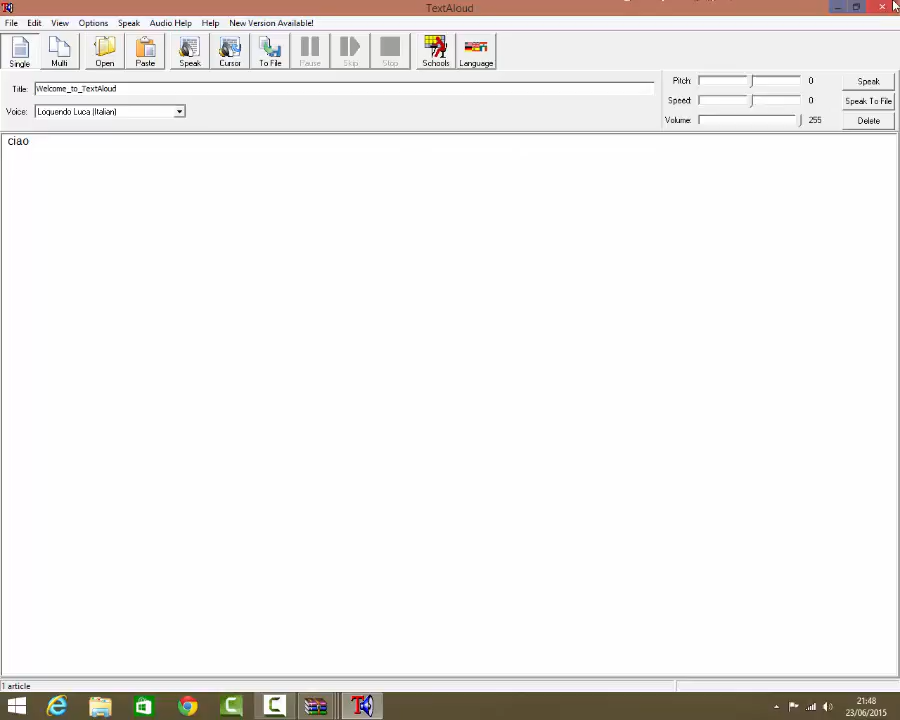 TextAloud
File Edit View Options Speak Audio Help Help New Version Available!
Single Multi Open Paste Speak Cursor To File Pause Skip Stop Schools Language
Title: Welcome_to_TextAloud
Voice: Loquendo Luca (Italian)
Pitch: 0 Speak
Speed: 0 Speak To File
Volume: 255 Delete
ciao
1 article
21:48
23/06/2015